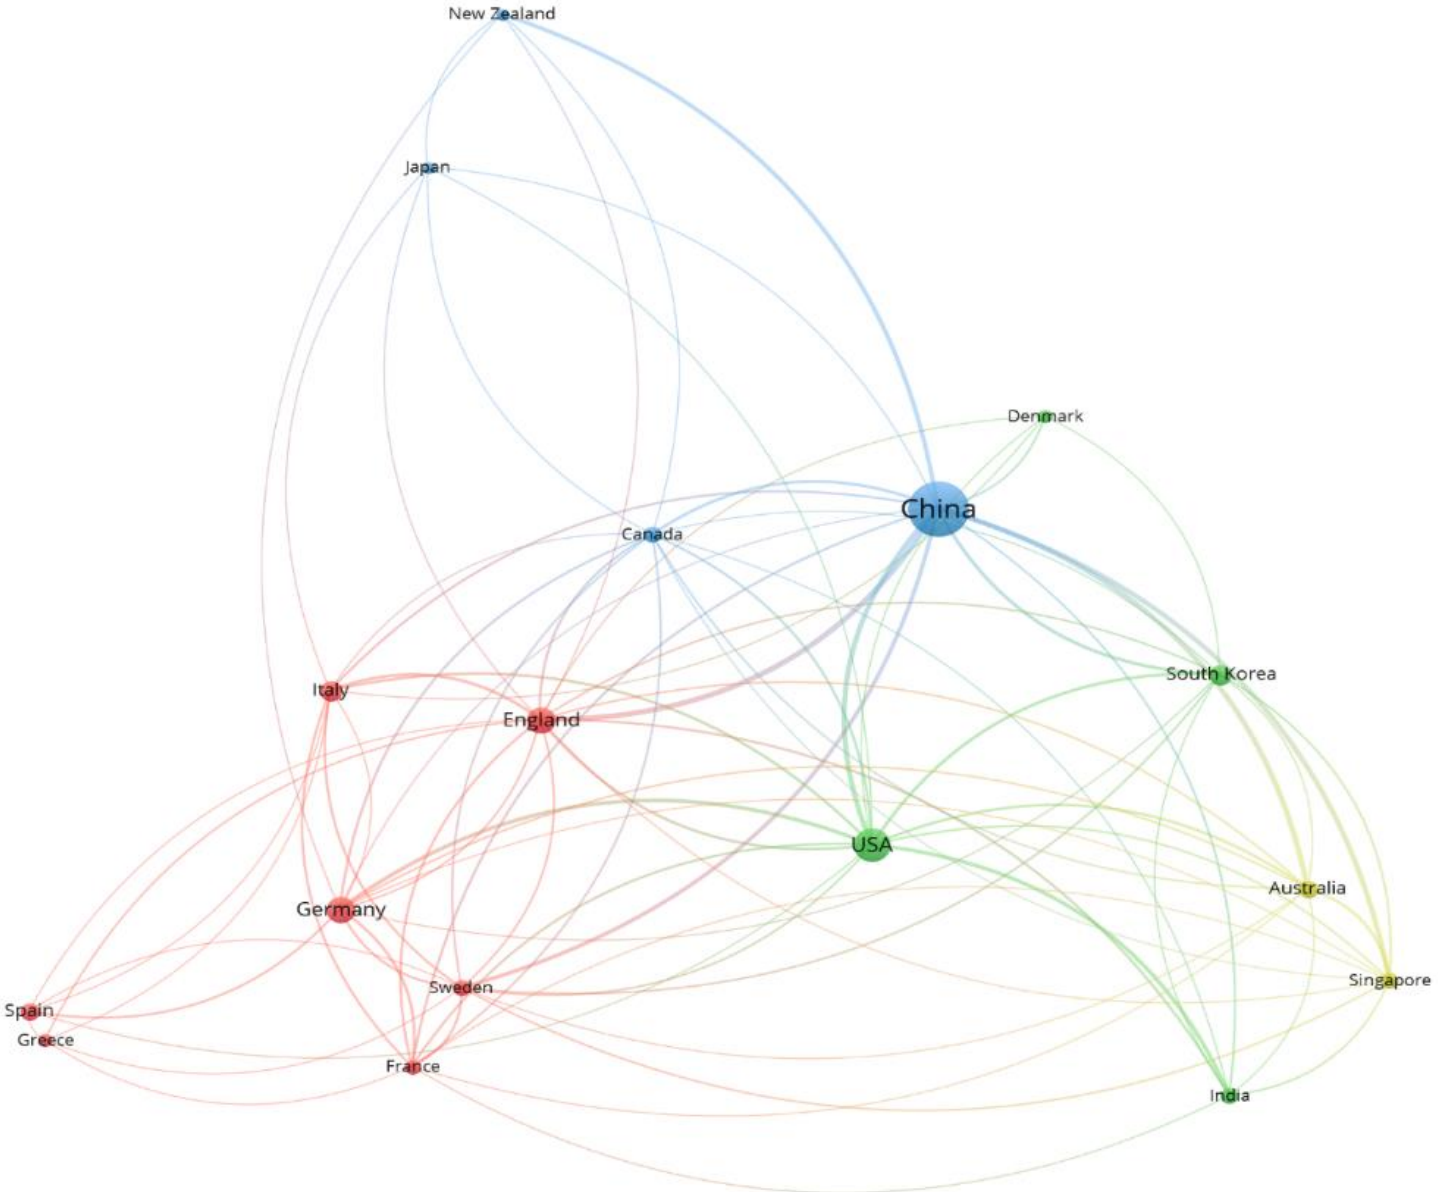 New Zealand
Japan
Denmark
China
Canada
South Korea
Italy
England
USA
Australia
Germany
Singapore
Sweden
Spain
Greece
France
India